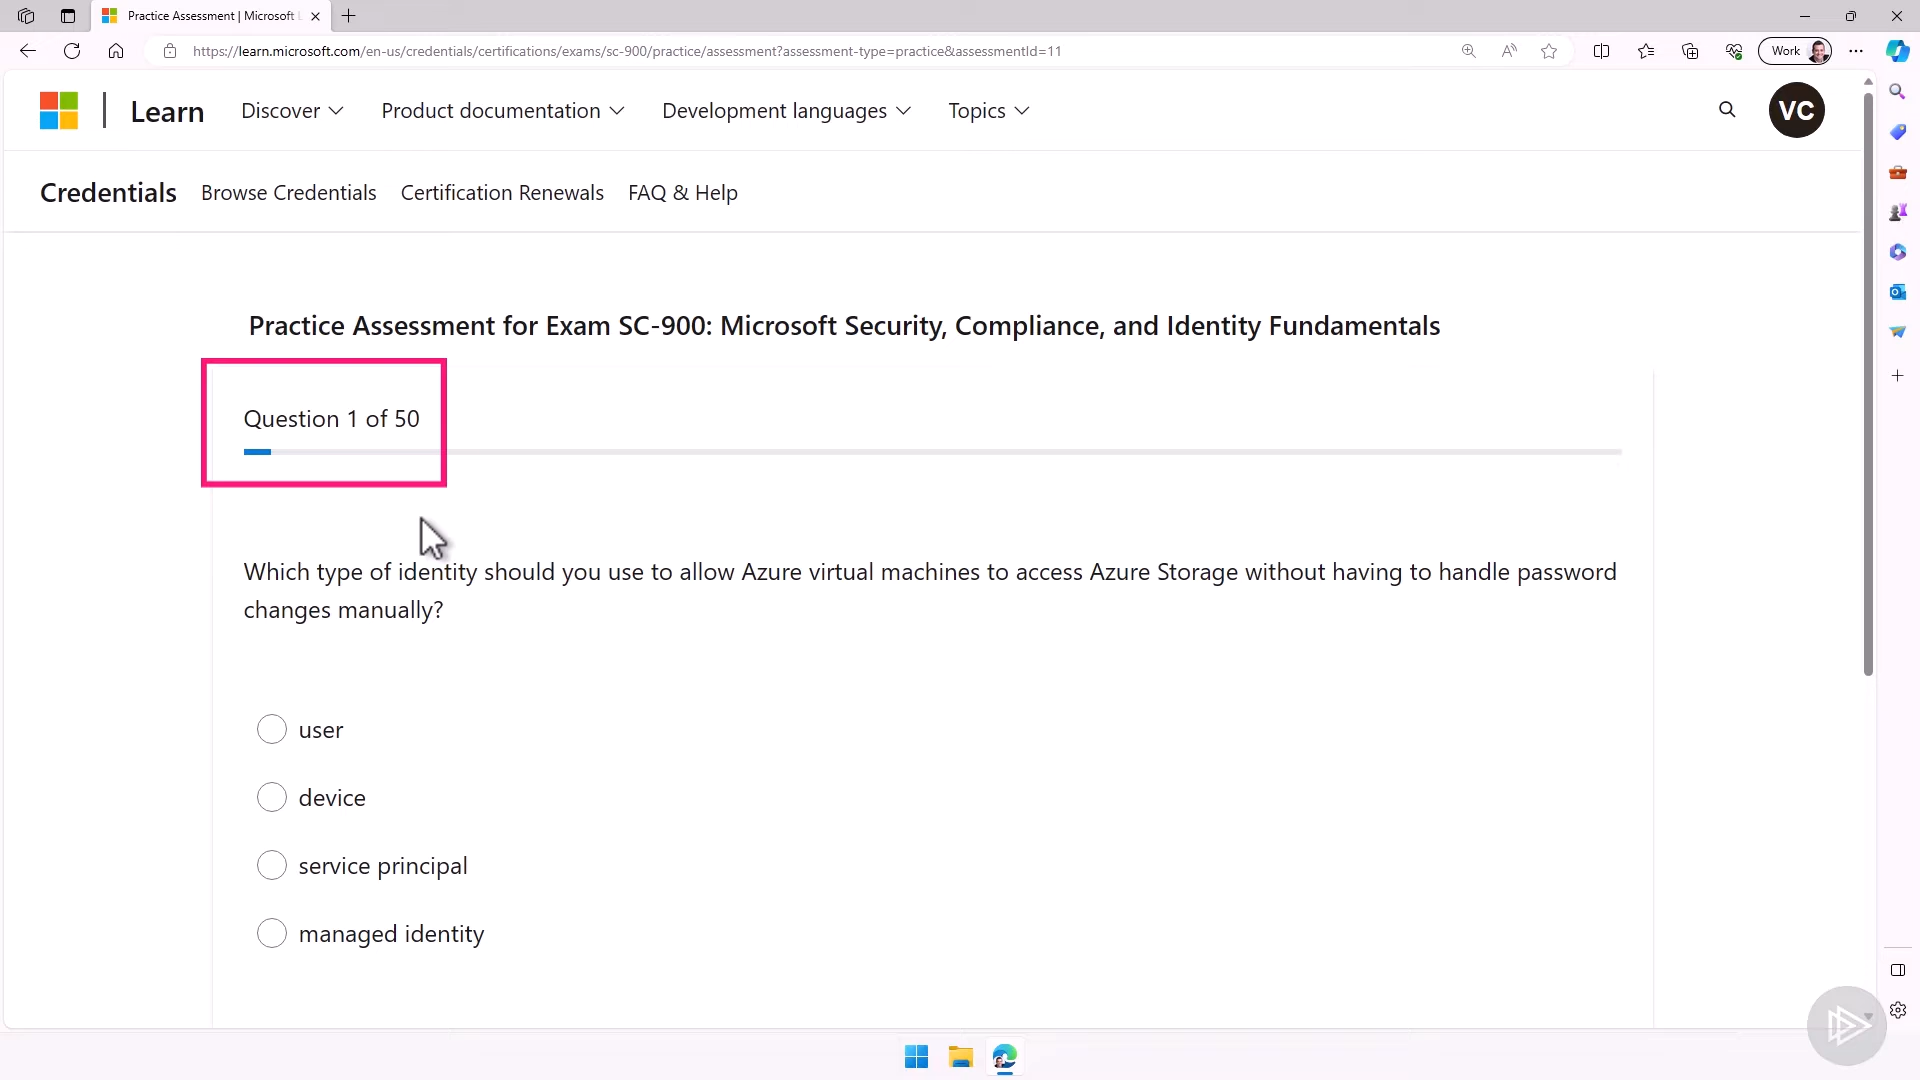 Practice Assessment | Microsoft L
https://learn.microsoft.com/en-us/credentials/certifications/exams/sc-900/practice/assessment?assessment-type=practice&assessmentId=11
Work
Learn
Discover
Product documentation
Development languages
Topics
VC
Credentials
Browse Credentials
Certification Renewals
FAQ & Help
Practice Assessment for Exam SC-900: Microsoft Security, Compliance, and Identity Fundamentals
Question 1 of 50
Which type of identity should you use to allow Azure virtual machines to access Azure Storage without having to handle password
changes manually?
user
device
service principal
managed identity